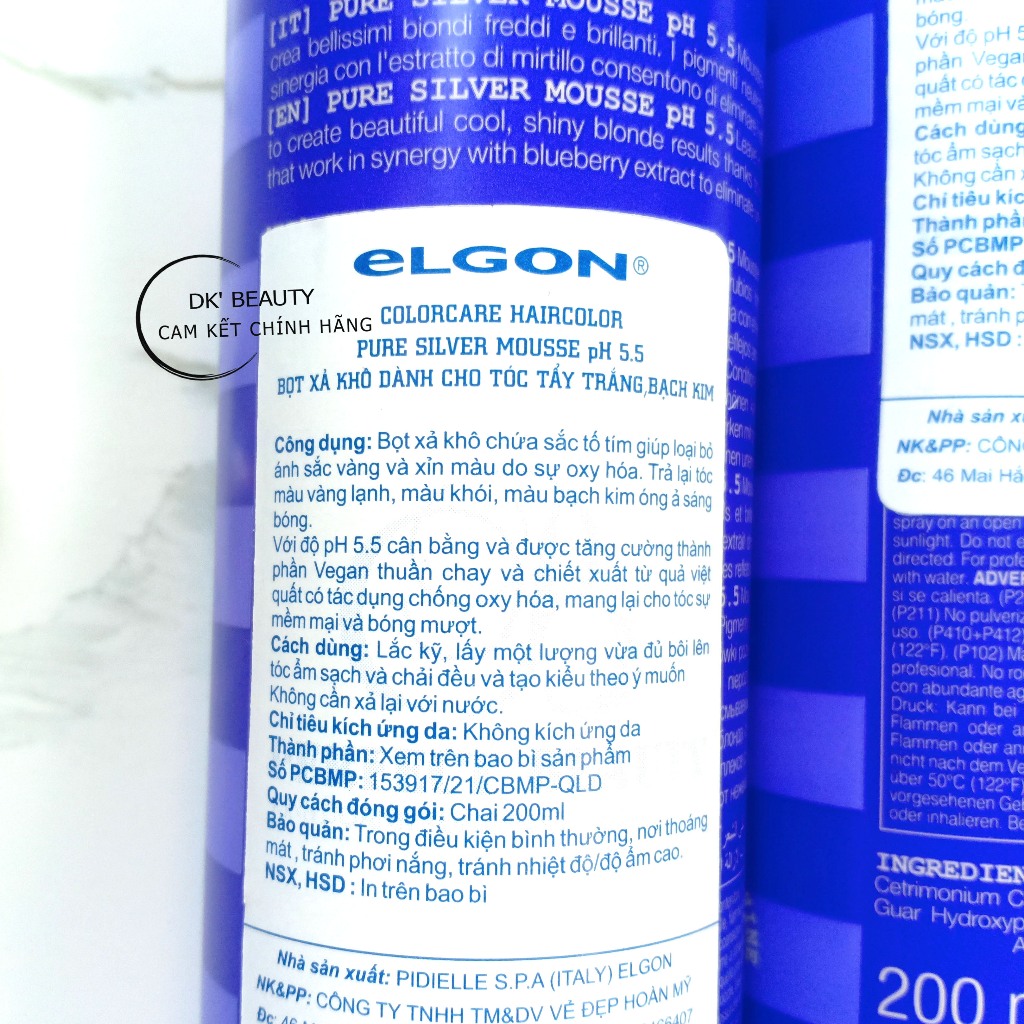 [IT] PURE SILVER MOUSSE pH 5.5
crea bellissimi biondi freddi e brillanti. I pigmenti
sinergia con l'estratto di mirtillo consentono di
[EN] PURE SILVER MOUSSE pH 5.5
to create beautiful cool, shiny blonde results thanks
that work in synergy with blueberry extract to eliminate
eLGON®
DK' BEAUTY
CAM KẾT CHÍNH HÃNG
COLORCARE HAIRCOLOR
PURE SILVER MOUSSE pH 5.5
BỌT XẢ KHÔ DÀNH CHO TÓC TẨY TRẮNG,BẠCH KIM
Công dụng: Bọt xả khô chứa sắc tố tím giúp loại bỏ
ánh sắc vàng và xỉn màu do sự oxy hóa. Trả lại tóc
màu vàng lạnh, màu khói, màu bạch kim óng ả sáng
bóng.
Với độ pH 5.5 cân bằng và được tăng cường thành
phần Vegan thuần chay và chiết xuất từ quả việt
quất có tác dụng chống oxy hóa, mang lại cho tóc sự
mềm mại và bóng mượt.
Cách dùng: Lắc kỹ, lấy một lượng vừa đủ bôi lên
tóc ẩm sạch và chải đều và tạo kiểu theo ý muốn
Không cần xả lại với nước.
Chỉ tiêu kích ứng da: Không kích ứng da
Thành phần: Xem trên bao bì sản phẩm
Số PCBMP: 153917/21/CBMP-QLD
Quy cách đóng gói: Chai 200ml
Bảo quản: Trong điều kiện bình thường, nơi thoáng
mát , tránh phơi nắng, tránh nhiệt độ/độ ẩm cao.
NSX, HSD : In trên bao bì
Nhà sản xuất: PIDIELLE S.P.A (ITALY) ELGON
NK&PP: CÔNG TY TNHH TM&DV VẺ ĐẸP HOÀN MỸ
Đc: 46
bóng.
Với độ pH
phần Vegan
quất có tác
mềm mại và
Cách dùng
tóc ẩm sạch
Không cần
Chỉ tiêu kích
Thành phần
Số PCBMP:
Quy cách đóng
Bảo quản:
mát , tránh
NSX, HSD :
Nhà sản
NK&PP: CÔNG
Đc: 46 Mai
spray on an open
sunlight. Do not
directed. For
with water.
si se calienta.
(P211) No
uso. (P410+P412)
(122°F). (P102)
profesional. No
con abundante
Druck: Kann bei
Flammen oder
Flammen oder
nicht nach dem
über 50°C (122°F)
vorgesehenen
oder inhalieren.
Cetrimonium
Guar
200